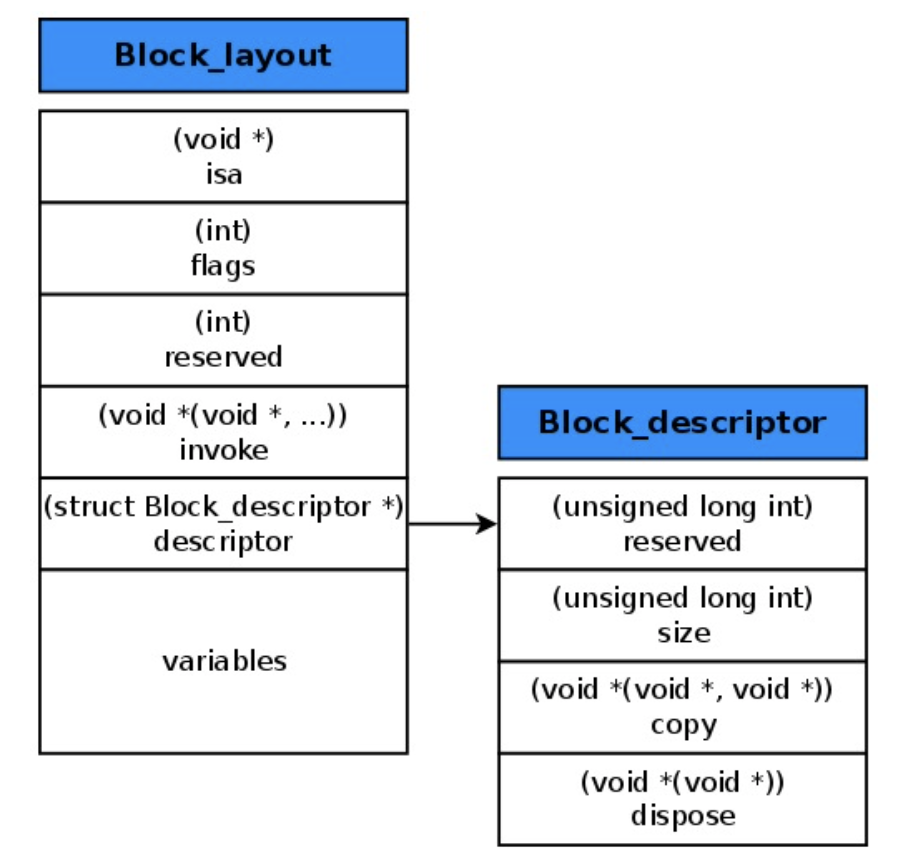 Block_layout
(void *)
isa
(int)
flags
(int)
reserved
(void *(void *, ...))
invoke
(struct Block_descriptor *)
descriptor
variables
Block_descriptor
(unsigned long int)
reserved
(unsigned long int)
size
(void *(void *, void *))
copy
(void *(void *))
dispose